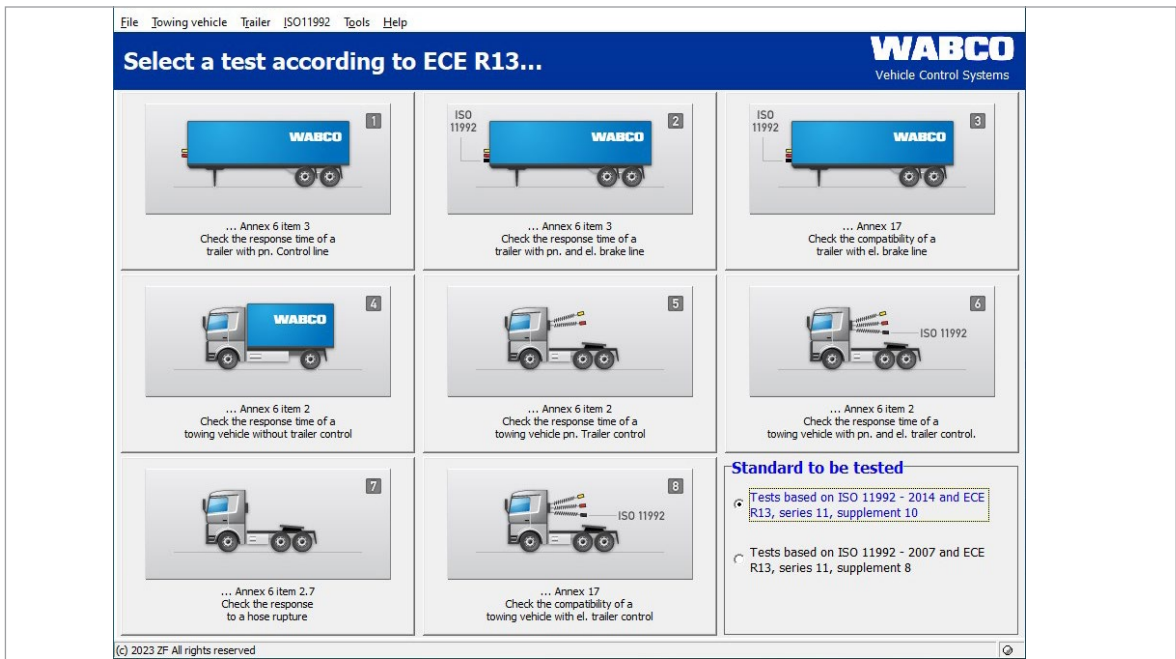 File Towing vehicle Trailer ISO11992 Tools Help
Select a test according to ECE R13...
WABCO
Vehicle Control Systems
1
WABCO
... Annex 6 item 3
Check the response time of a
trailer with pn. Control line
ISO
11992
2
WABCO
... Annex 6 item 3
Check the response time of a
trailer with pn. and el. brake line
ISO
11992
3
WABCO
... Annex 17
Check the compatibility of a
trailer with el. brake line
4
WABCO
... Annex 6 item 2
Check the response time of a
towing vehicle without trailer control
5
... Annex 6 item 2
Check the response time of a
towing vehicle pn. Trailer control
6
ISO 11992
... Annex 6 item 2
Check the response time of a
towing vehicle with pn. and el. trailer control.
7
... Annex 6 item 2.7
Check the response
to a hose rupture
8
ISO 11992
... Annex 17
Check the compatibility of a
towing vehicle with el. trailer control
Standard to be tested
Tests based on ISO 11992 - 2014 and ECE
R13, series 11, supplement 10
Tests based on ISO 11992 - 2007 and ECE
R13, series 11, supplement 8
(c) 2023 ZF All rights reserved